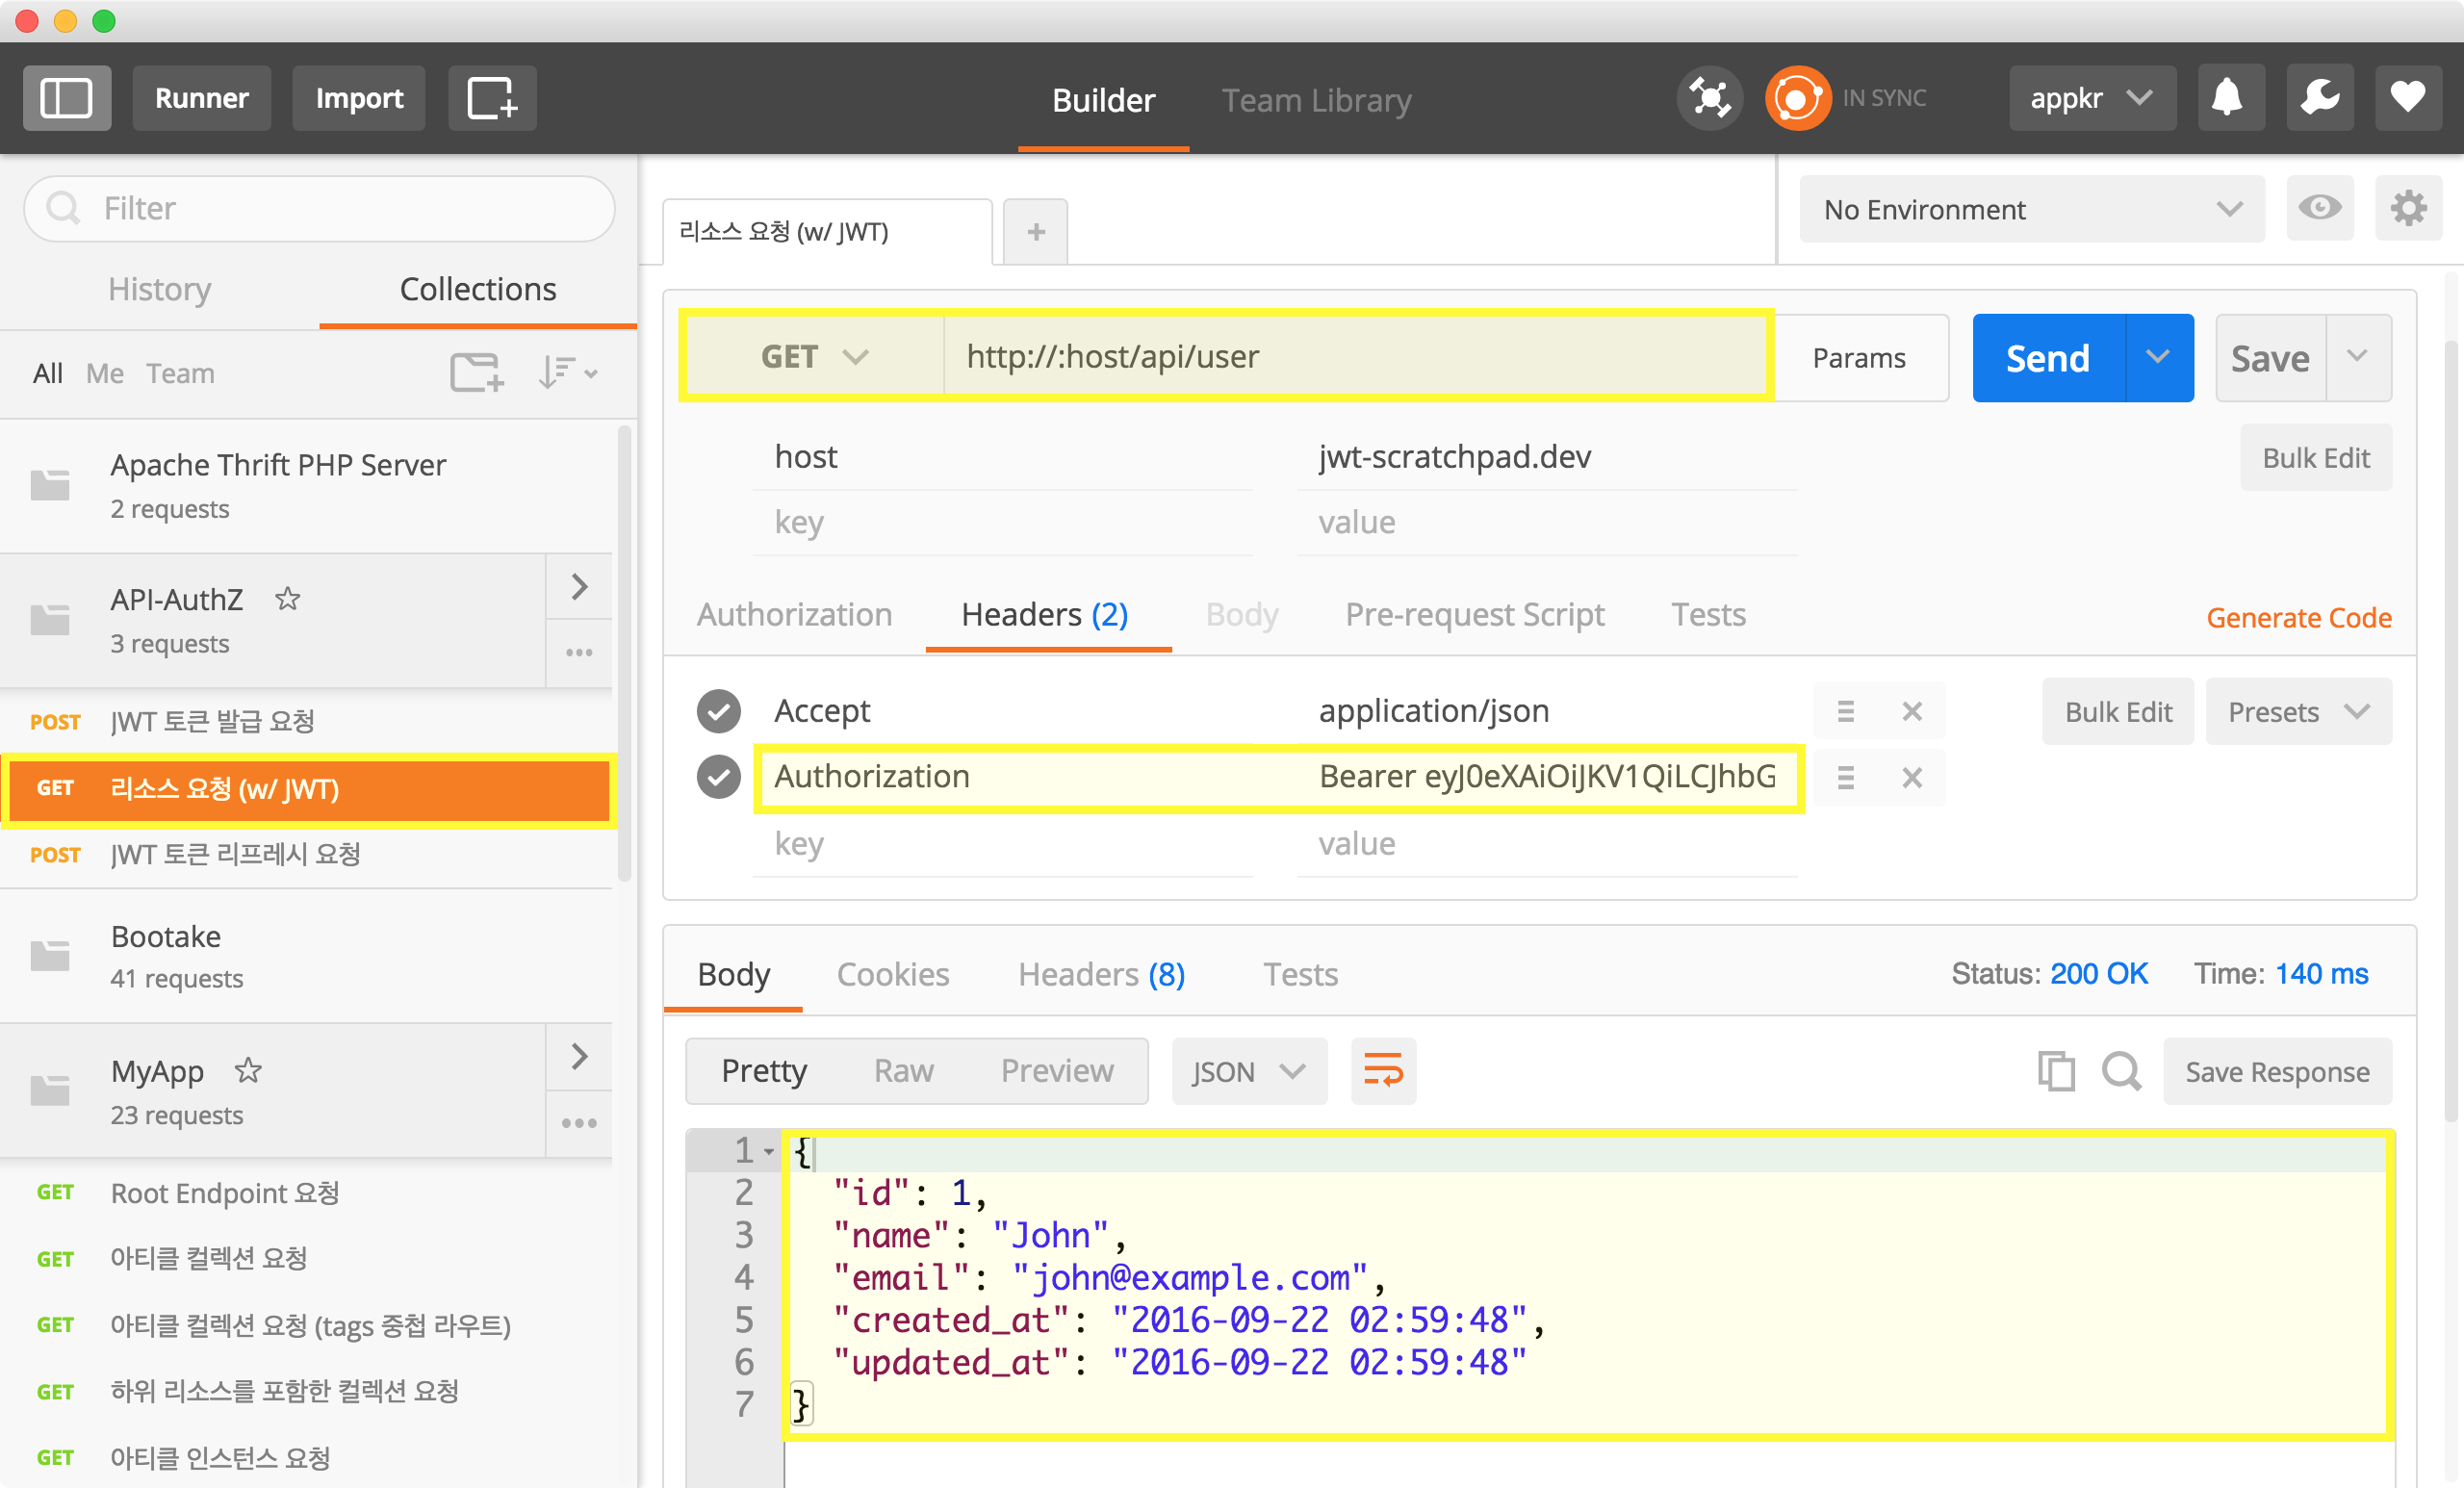 Runner Import Builder Team Library IN SYNC appkr
Filter
History Collections
All Me Team
Apache Thrift PHP Server
2 requests
API-AuthZ
3 requests
POST JWT 토큰 발급 요청
GET 리소스 요청 (w/ JWT)
POST JWT 토큰 리프레시 요청
Bootake
41 requests
MyApp
23 requests
GET Root Endpoint 요청
GET 아티클 컬렉션 요청
GET 아티클 컬렉션 요청 (tags 중첩 라우트)
GET 하위 리소스를 포함한 컬렉션 요청
GET 아티클 인스턴스 요청
리소스 요청 (w/ JWT) + No Environment
GET http://:host/api/user Params Send Save
host jwt-scratchpad.dev Bulk Edit
key value
Authorization Headers (2) Body Pre-request Script Tests Generate Code
Accept application/json Bulk Edit Presets
Authorization Bearer eyJ0eXAiOiJKV1QiLCJhbG
key value
Body Cookies Headers (8) Tests Status: 200 OK Time: 140 ms
Pretty Raw Preview JSON Save Response
1 {
2 "id": 1,
3 "name": "John",
4 "email": "john@example.com",
5 "created_at": "2016-09-22 02:59:48",
6 "updated_at": "2016-09-22 02:59:48"
7 }